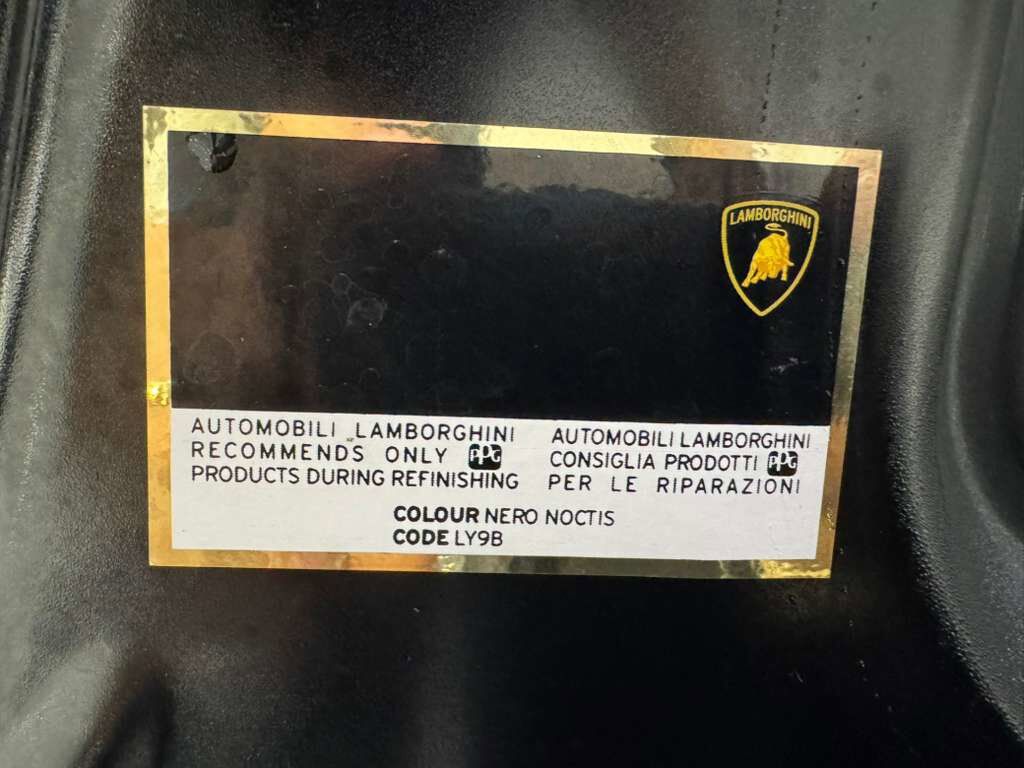 LAMBORGHINI
AUTOMOBILI LAMBORGHINI
RECOMMENDS ONLY PPG
PRODUCTS DURING REFINISHING
AUTOMOBILI LAMBORGHINI
CONSIGLIA PRODOTTI PPG
PER LE RIPARAZIONI
COLOUR NERO NOCTIS
CODE LY9B